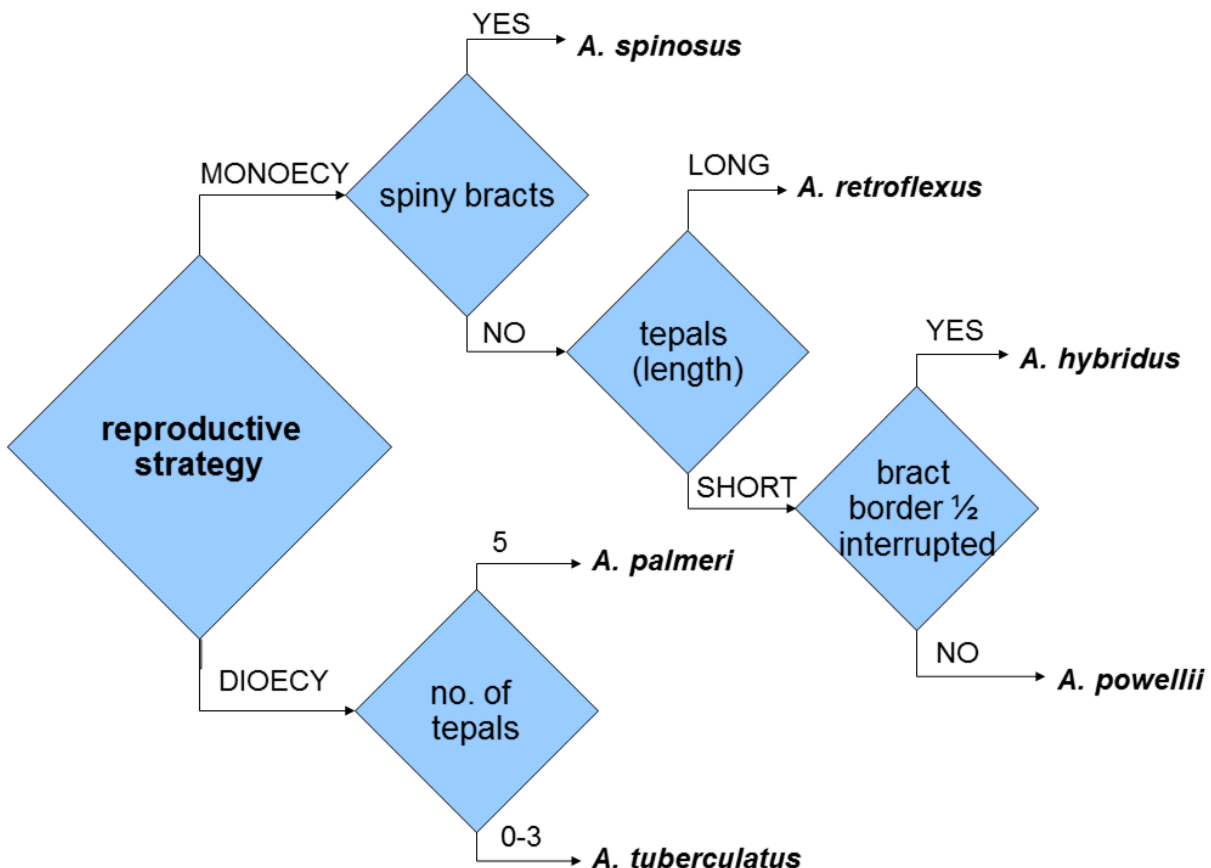 YES
A. spinosus
MONOECY
spiny bracts
LONG
A. retroflexus
NO
tepals
(length)
YES
A. hybridus
reproductive
strategy
SHORT
bract
border ½
interrupted
5
A. palmeri
NO
A. powellii
DIOECY
no. of
tepals
0-3
A. tuberculatus